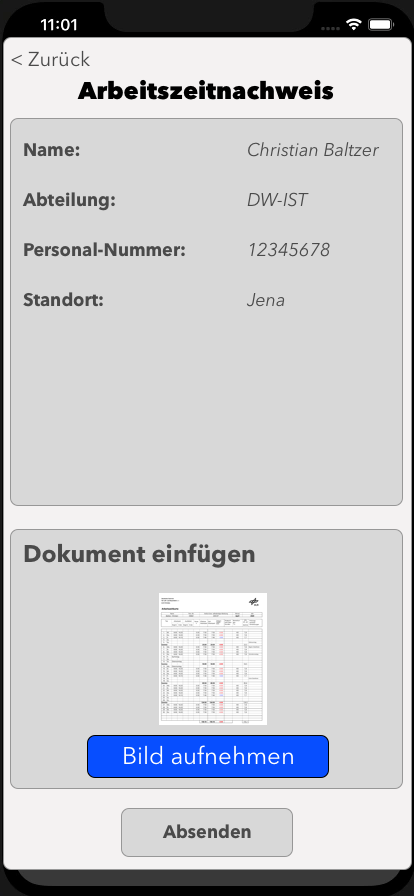 11:01
< Zurück
Arbeitszeitnachweis
Name: Christian Baltzer
Abteilung: DW-IST
Personal-Nummer: 12345678
Standort: Jena
Dokument einfügen
Bild aufnehmen
Absenden